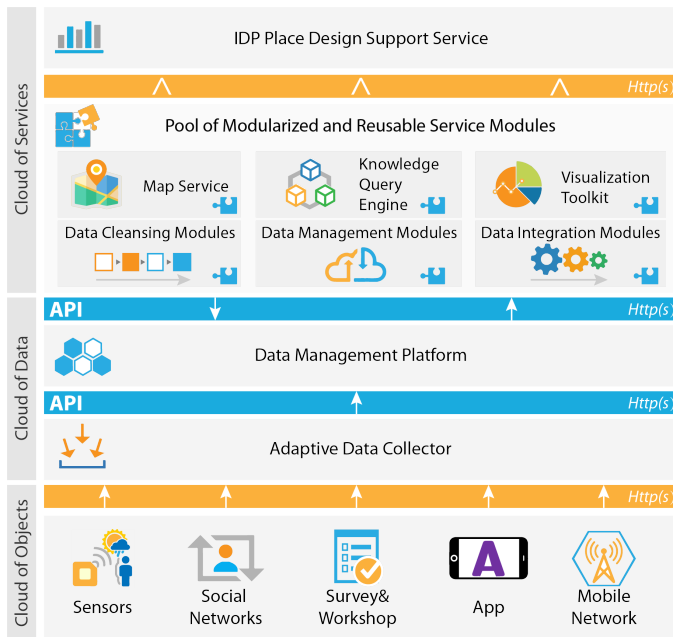 Cloud of Services
IDP Place Design Support Service
Http(s)
Pool of Modularized and Reusable Service Modules
Map Service
Knowledge
Query
Engine
Visualization
Toolkit
Data Cleansing Modules
Data Management Modules
Data Integration Modules
Cloud of Data
API
Http(s)
Data Management Platform
API
Http(s)
Adaptive Data Collector
Http(s)
Cloud of Objects
A
Sensors
Social
Networks
Survey&
Workshop
App
Mobile
Network